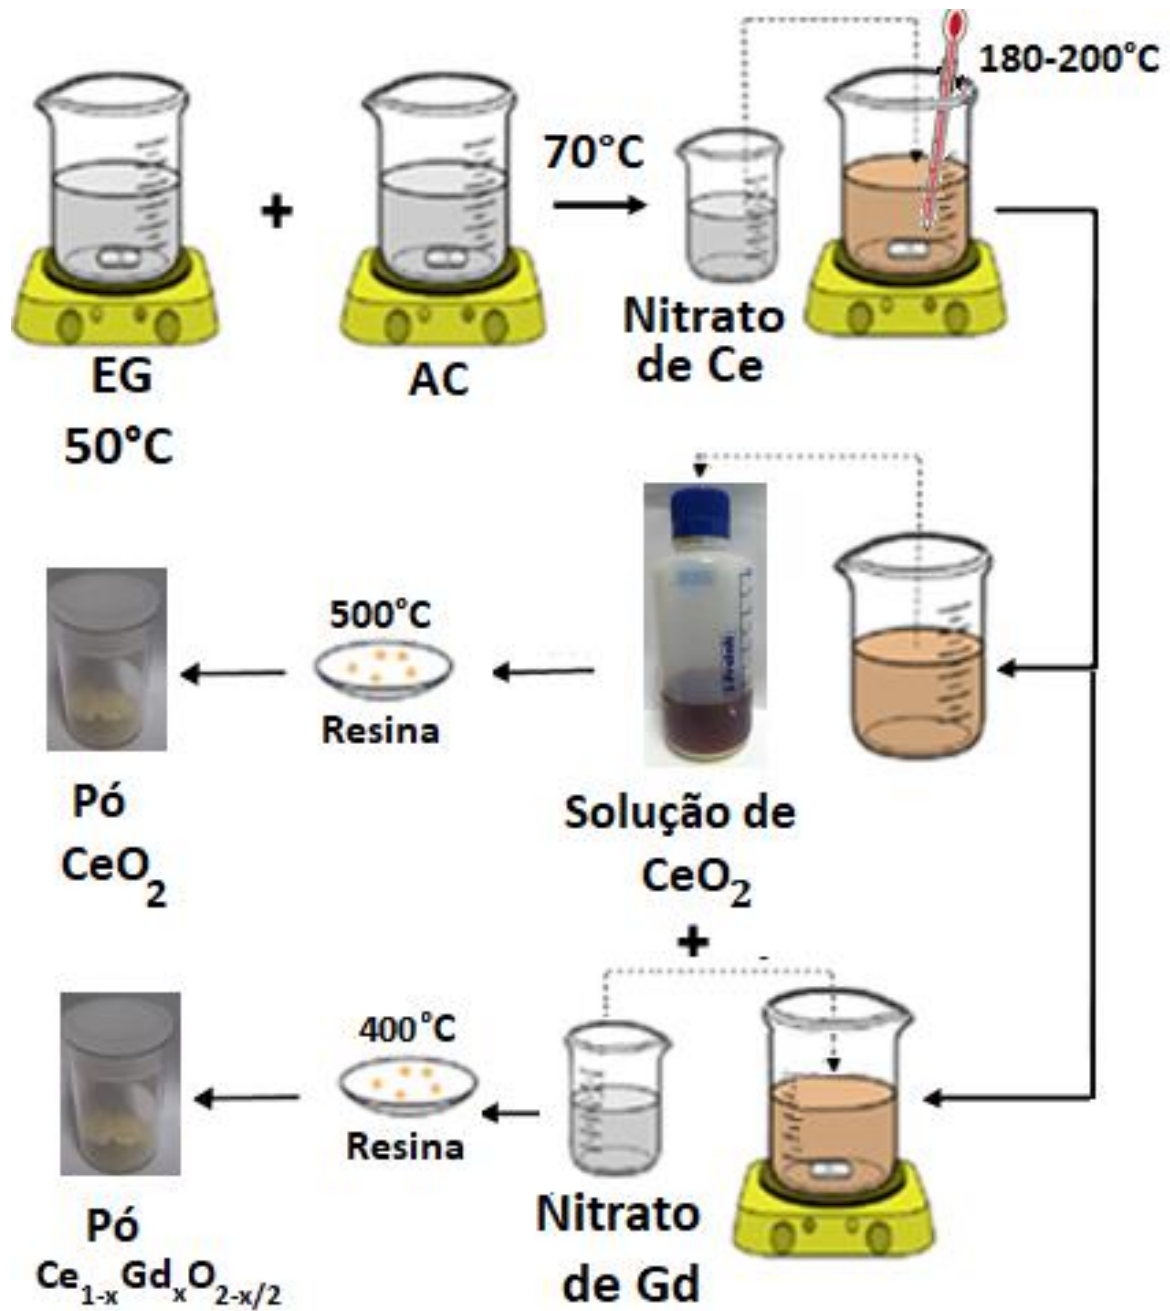 180-200°C
70°C
+
Nitrato
de Ce
EG
AC
50°C
500°C
Resina
Pó
CeO₂
Solução de
CeO₂
+
400°C
Resina
Nitrato
de Gd
Pó
Ce₁₋ₓGdₓO₂₋ₓ/₂